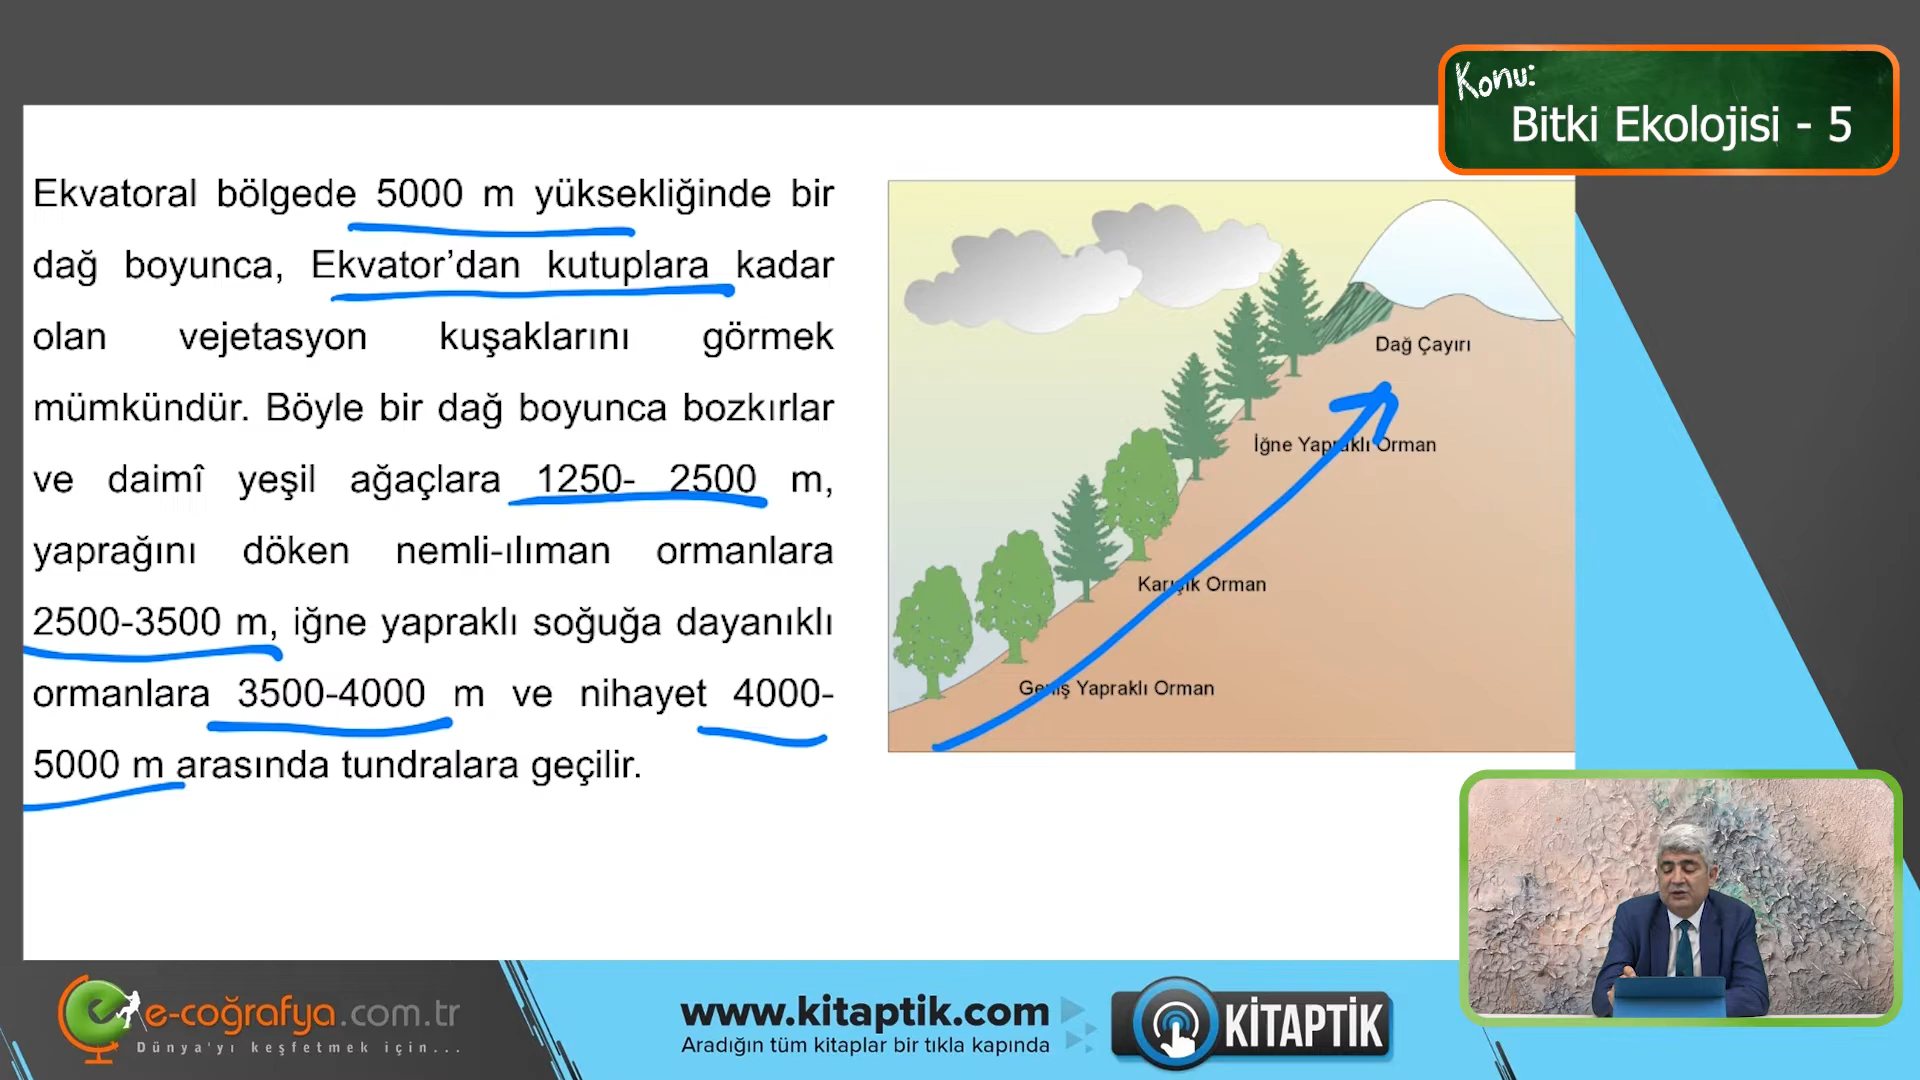 Konu:
Bitki Ekolojisi - 5
Ekvatoral bölgede 5000 m yüksekliğinde bir
dağ boyunca, Ekvator’dan kutuplara kadar
olan vejetasyon kuşaklarını görmek
mümkündür. Böyle bir dağ boyunca bozkırlar
ve daimî yeşil ağaçlara 1250- 2500 m,
yaprağını döken nemli-ılıman ormanlara
2500-3500 m, iğne yapraklı soğuğa dayanıklı
ormanlara 3500-4000 m ve nihayet 4000-
5000 m arasında tundralara geçilir.
Dağ Çayırı
İğne Yapraklı Orman
Karışık Orman
Geniş Yapraklı Orman
e-coğrafya.com.tr
Dünya'yı keşfetmek için...
www.kitaptik.com
Aradığın tüm kitaplar bir tıkla kapında
KİTAPTİK